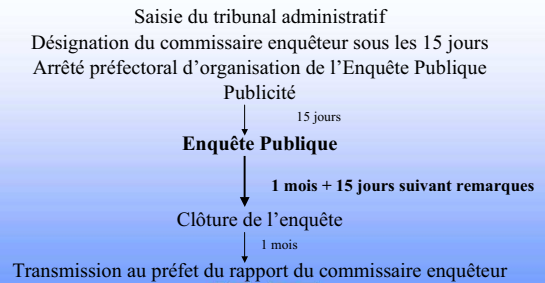 Saisie du tribunal administratif
Désignation du commissaire enquêteur sous les 15 jours
Arrêté préfectoral d’organisation de l’Enquête Publique
Publicité
15 jours
Enquête Publique
1 mois + 15 jours suivant remarques
Clôture de l’enquête
1 mois
Transmission au préfet du rapport du commissaire enquêteur